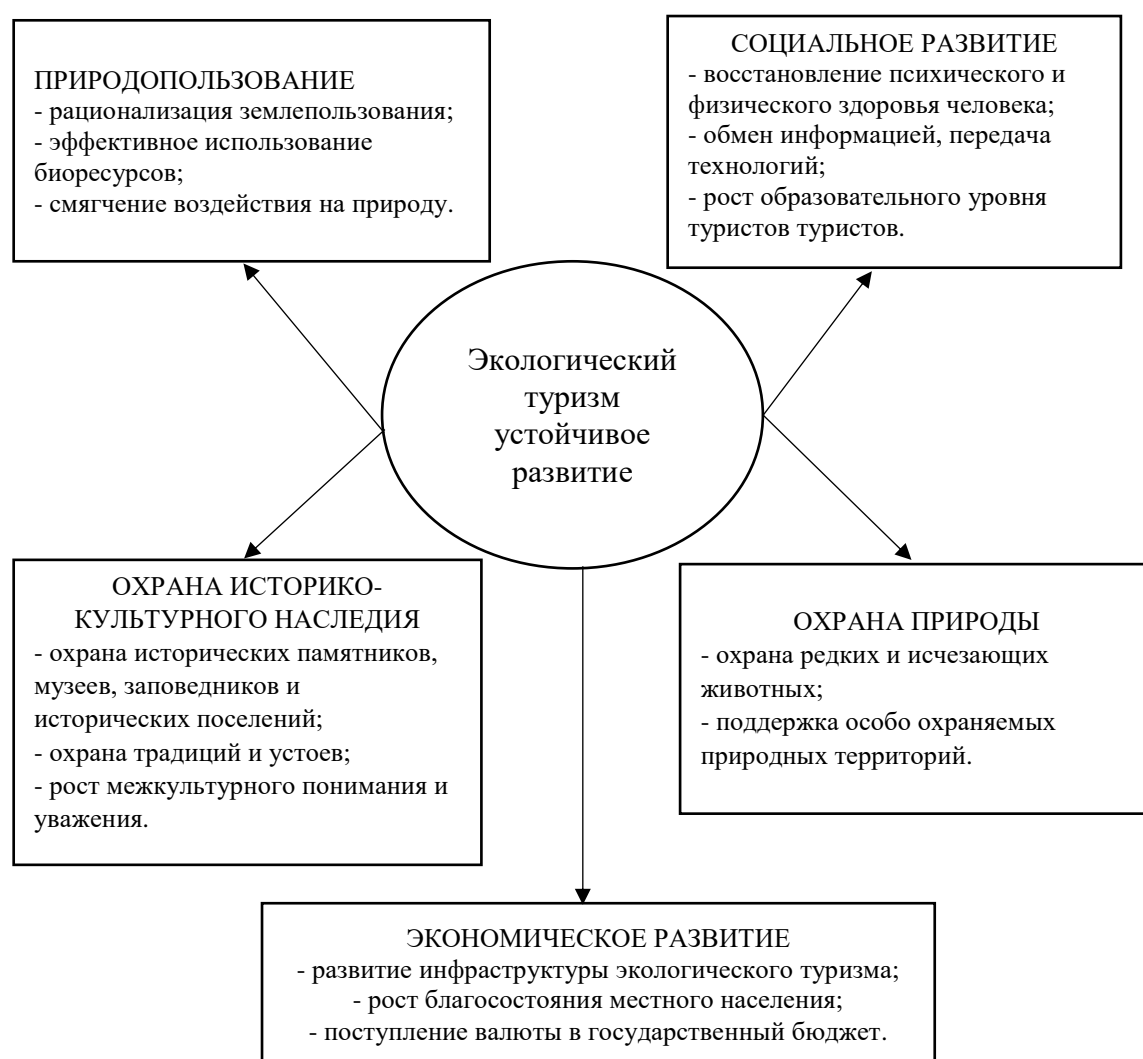 ПРИРОДОПОЛЬЗОВАНИЕ
- рационализация землепользования;
- эффективное использование
биоресурсов;
- смягчение воздействия на природу.
СОЦИАЛЬНОЕ РАЗВИТИЕ
- восстановление психического и
физического здоровья человека;
- обмен информацией, передача
технологий;
- рост образовательного уровня
туристов туристов.
Экологический
туризм
устойчивое
развитие
ОХРАНА ИСТОРИКО-
КУЛЬТУРНОГО НАСЛЕДИЯ
- охрана исторических памятников,
музеев, заповедников и
исторических поселений;
- охрана традиций и устоев;
- рост межкультурного понимания и
уважения.
ОХРАНА ПРИРОДЫ
- охрана редких и исчезающих
животных;
- поддержка особо охраняемых
природных территорий.
ЭКОНОМИЧЕСКОЕ РАЗВИТИЕ
- развитие инфраструктуры экологического туризма;
- рост благосостояния местного населения;
- поступление валюты в государственный бюджет.